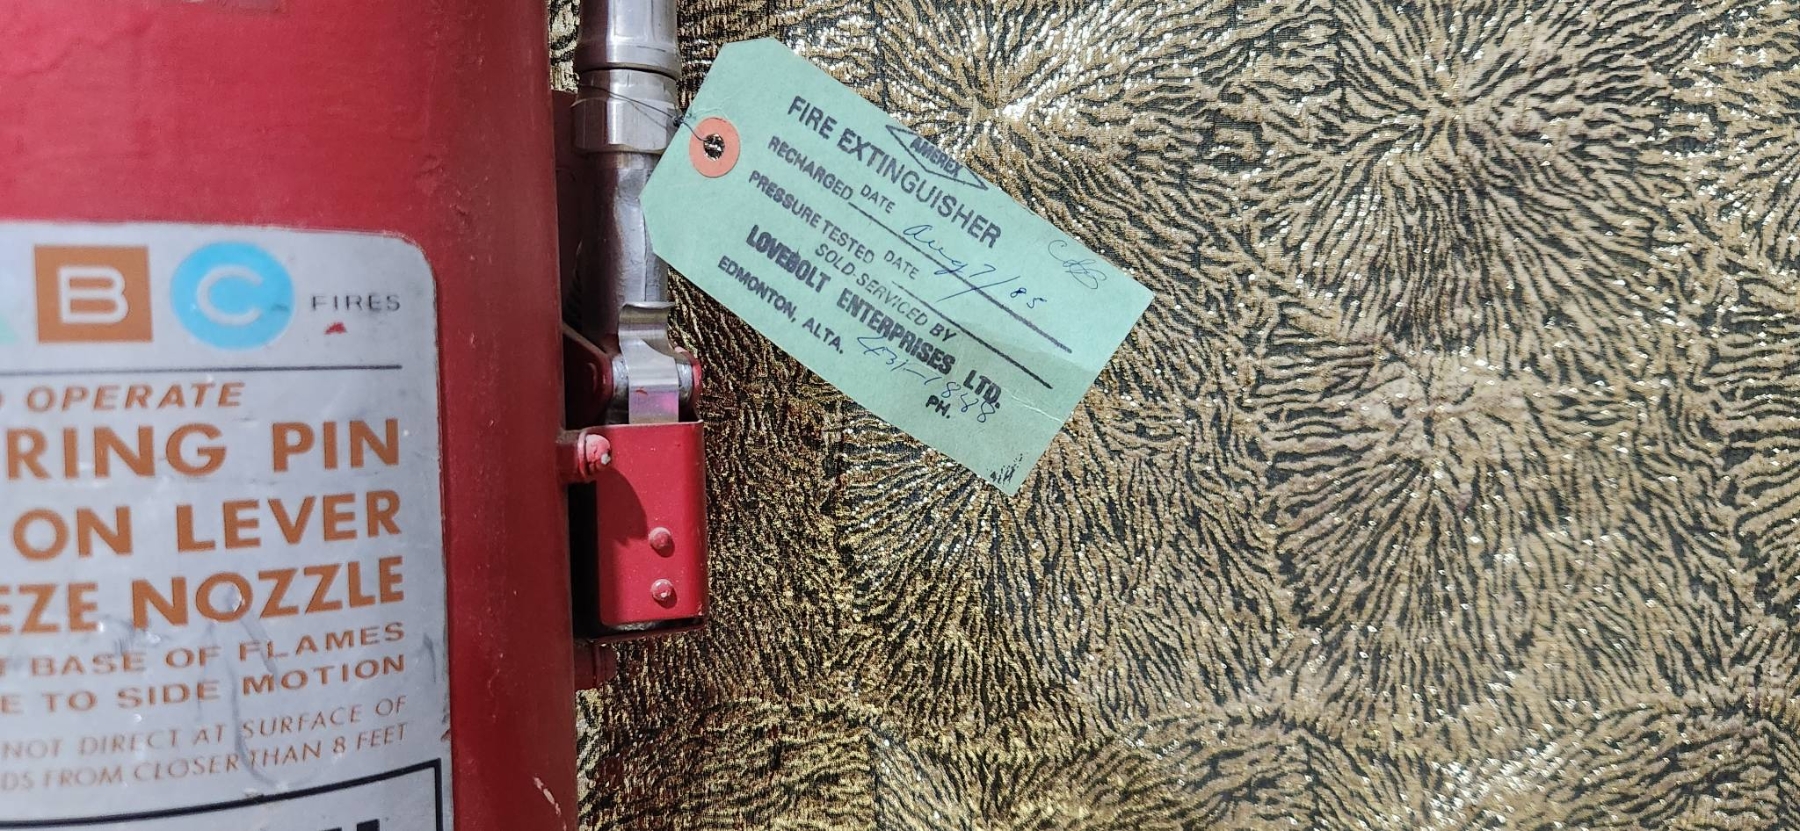 B C FIRES
OPERATE
RING PIN
ON LEVER
EZE NOZZLE
BASE OF FLAMES
E TO SIDE MOTION
NOT DIRECT AT SURFACE OF
DS FROM CLOSER THAN 8 FEET
AMEREX
FIRE EXTINGUISHER
RECHARGED DATE
PRESSURE TESTED DATE Aug 7/85
SOLD-SERVICED BY
LOVEBOLT ENTERPRISES LTD.
EDMONTON, ALTA. PH.